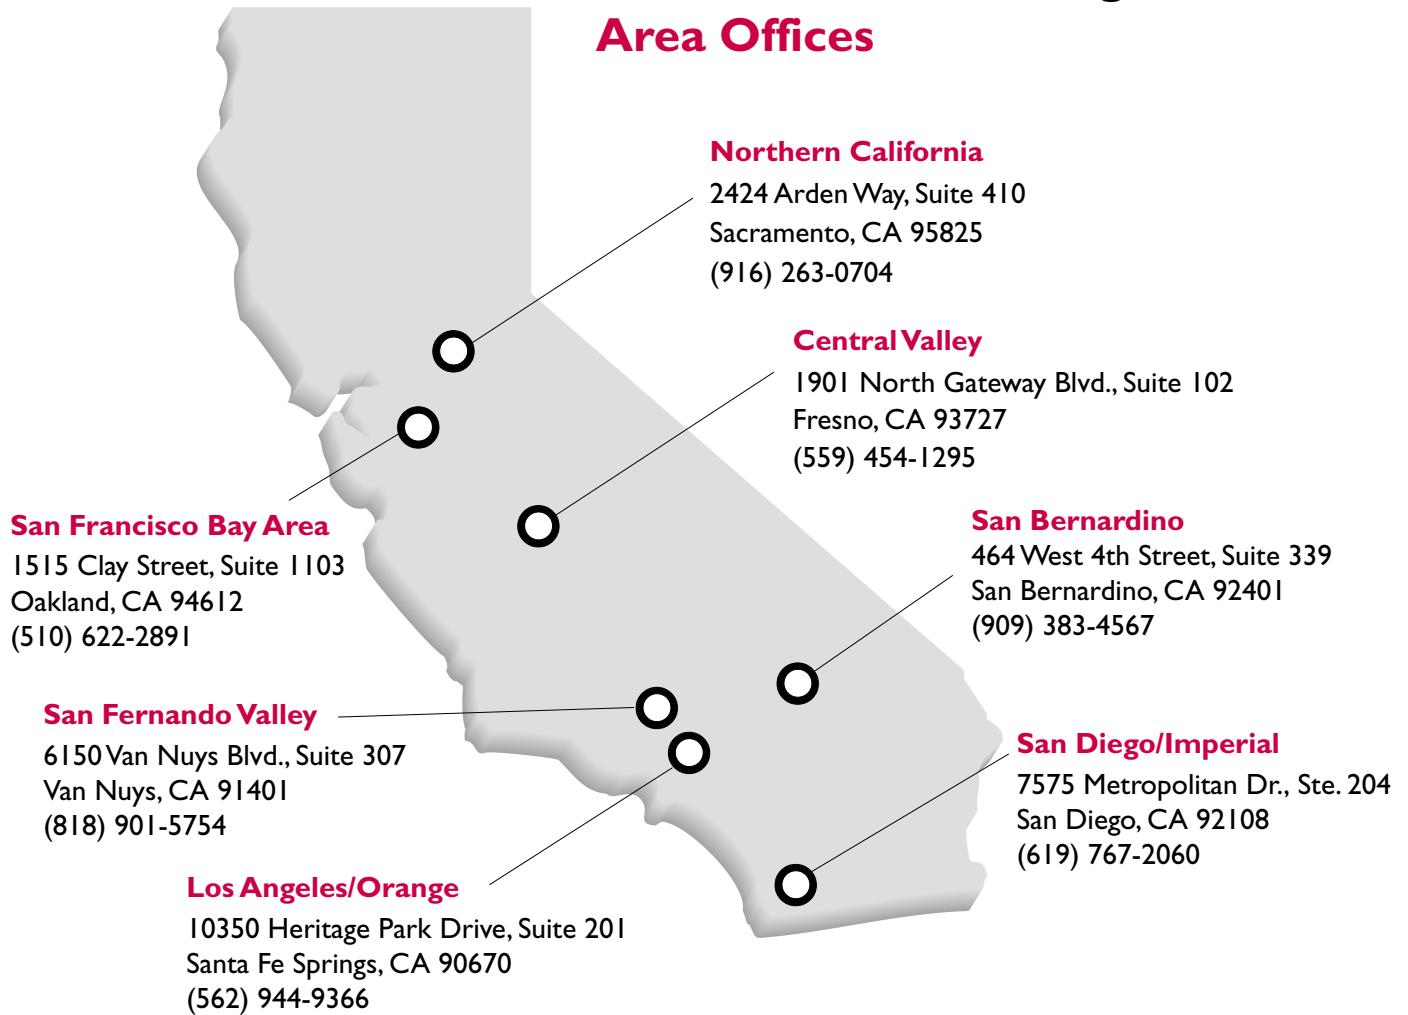 Area Offices
Northern California
2424 Arden Way, Suite 410
Sacramento, CA 95825
(916) 263-0704
Central Valley
1901 North Gateway Blvd., Suite 102
Fresno, CA 93727
(559) 454-1295
San Francisco Bay Area
1515 Clay Street, Suite 1103
Oakland, CA 94612
(510) 622-2891
San Bernardino
464 West 4th Street, Suite 339
San Bernardino, CA 92401
(909) 383-4567
San Fernando Valley
6150 Van Nuys Blvd., Suite 307
Van Nuys, CA 91401
(818) 901-5754
San Diego/Imperial
7575 Metropolitan Dr., Ste. 204
San Diego, CA 92108
(619) 767-2060
Los Angeles/Orange
10350 Heritage Park Drive, Suite 201
Santa Fe Springs, CA 90670
(562) 944-9366